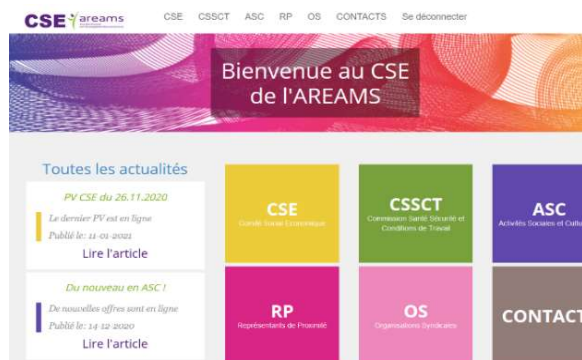 CSE areams
CSE CSSCT ASC RP OS CONTACTS Se déconnecter
Bienvenue au CSE
de l'AREAMS
Toutes les actualités
PV CSE du 26.11.2020
Le dernier PV est en ligne
Publié le: 11-01-2021
Lire l'article
Du nouveau en ASC !
De nouvelles offres sont en ligne
Publié le: 14-12-2020
Lire l'article
CSE
Comité Social Economique
CSSCT
Commission Santé Sécurité et
Conditions de Travail
ASC
Activités Sociales et Cultu
RP
Représentants de Proximité
OS
Organisations Syndicales
CONTACT